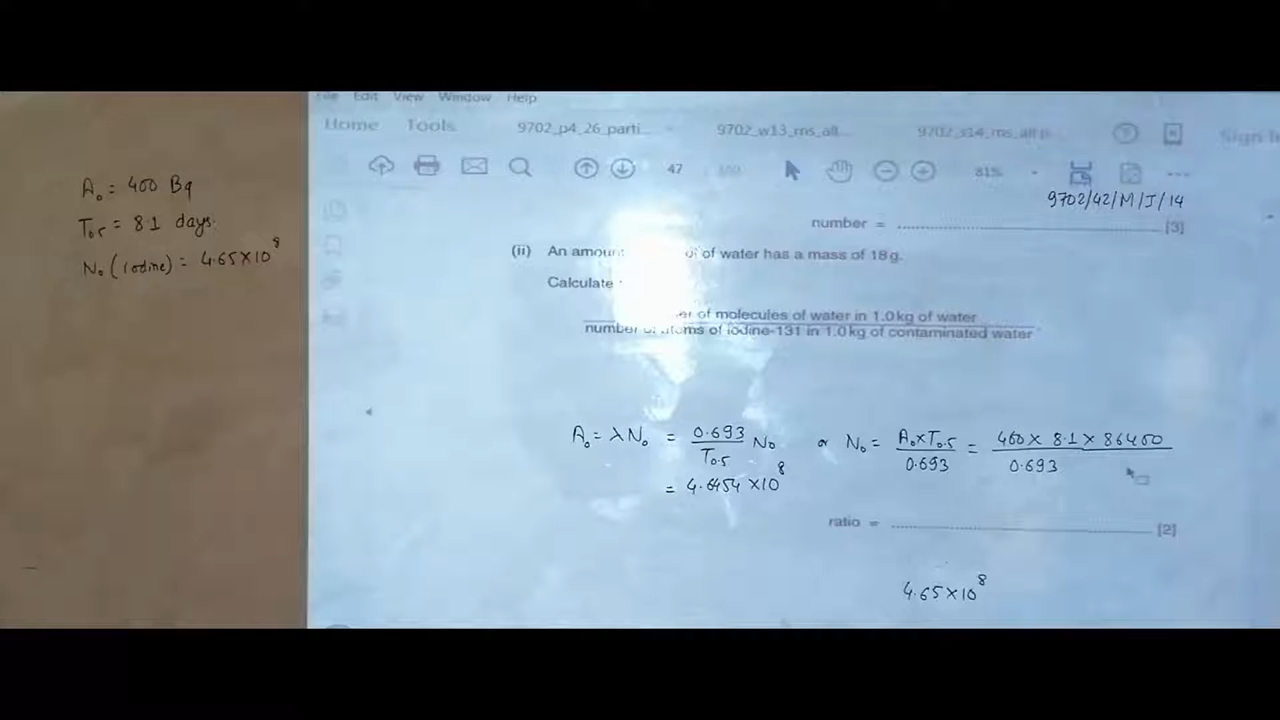 File Edit View Window Help
Home Tools 9702_p4_26_parti... 9702_w13_ms_all... 9702_s14_ms_all Sign In
47 81%
9702/42/M/J/14
number = [3]
(ii) An amount of water has a mass of 18g.
Calculate
of molecules of water in 1.0kg of water
number of atoms of iodine-131 in 1.0kg of contaminated water
A₀ = 400 Bq
T₀.₅ = 8.1 days.
N₀ (iodine) = 4.65×10⁸
A₀ = λN₀ = 0.693/T₀.₅ N₀ or N₀ = A₀×T₀.₅/0.693 = 400 × 8.1 × 86400/0.693
= 4.6454 ×10⁸
ratio = [2]
4.65×10⁸